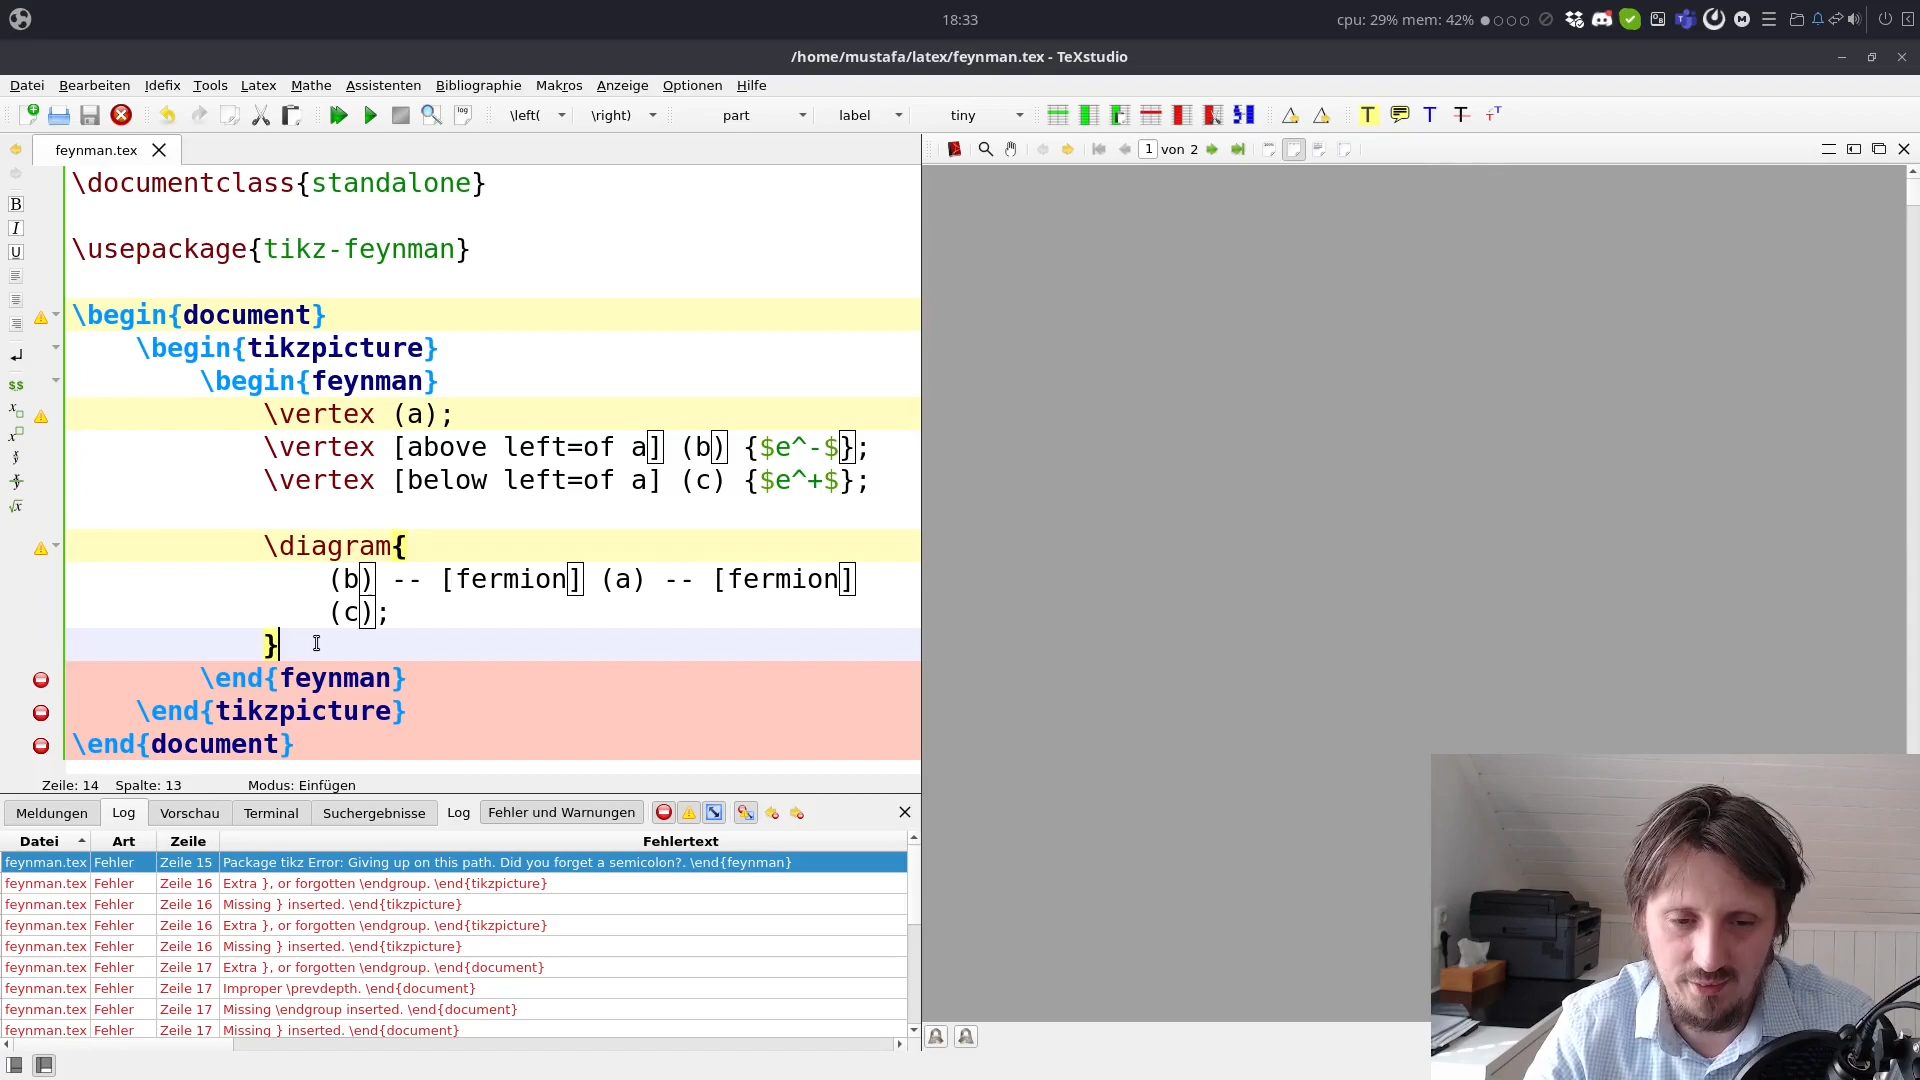 18:33
cpu: 29% mem: 42%
/home/mustafa/latex/feynman.tex - TeXstudio
Datei Bearbeiten Idefix Tools Latex Mathe Assistenten Bibliographie Makros Anzeige Optionen Hilfe
\left( \right) part label tiny
feynman.tex
1 von 2
\documentclass{standalone}
\usepackage{tikz-feynman}
\begin{document}
\begin{tikzpicture}
\begin{feynman}
\vertex (a);
\vertex [above left=of a] (b) {$e^-$};
\vertex [below left=of a] (c) {$e^+$};
\diagram{
(b) -- [fermion] (a) -- [fermion]
(c);
}
\end{feynman}
\end{tikzpicture}
\end{document}
Zeile: 14 Spalte: 13 Modus: Einfügen
Meldungen Log Vorschau Terminal Suchergebnisse Log Fehler und Warnungen
Datei Art Zeile Fehlertext
feynman.tex Fehler Zeile 15 Package tikz Error: Giving up on this path. Did you forget a semicolon?. \end{feynman}
feynman.tex Fehler Zeile 16 Extra }, or forgotten \endgroup. \end{tikzpicture}
feynman.tex Fehler Zeile 16 Missing } inserted. \end{tikzpicture}
feynman.tex Fehler Zeile 16 Extra }, or forgotten \endgroup. \end{tikzpicture}
feynman.tex Fehler Zeile 16 Missing } inserted. \end{tikzpicture}
feynman.tex Fehler Zeile 17 Extra }, or forgotten \endgroup. \end{document}
feynman.tex Fehler Zeile 17 Improper \prevdepth. \end{document}
feynman.tex Fehler Zeile 17 Missing \endgroup inserted. \end{document}
feynman.tex Fehler Zeile 17 Missing } inserted. \end{document}